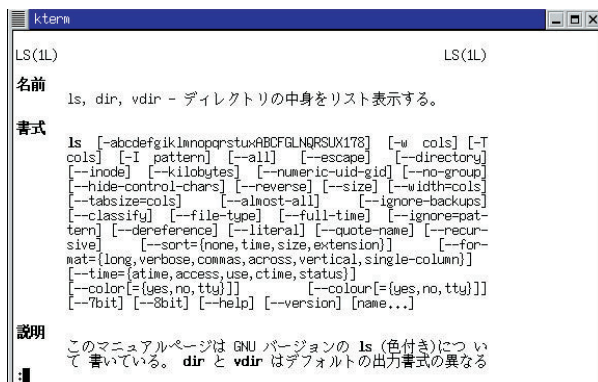 kterm
LS(1L) LS(1L)
名前
ls, dir, vdir - ディレクトリの中身をリスト表示する。
書式
ls [-abcdefgiklmnopqrstuxABCFGLNQRSUX178] [-w cols] [-T
cols] [-I pattern] [--all] [--escape] [--directory]
[--inode] [--kilobytes] [--numeric-uid-gid] [--no-group]
[--hide-control-chars] [--reverse] [--size] [--width=cols]
[--tabsize=cols] [--almost-all] [--ignore-backups]
[--classify] [--file-type] [--full-time] [--ignore=pat-
tern] [--dereference] [--literal] [--quote-name] [--recur-
sive] [--sort={none,time,size,extension}] [--for-
mat={long,verbose,commas,across,vertical,single-column}]
[--time={atime,access,use,ctime,status}]
[--color[={yes,no,tty}]] [--colour[={yes,no,tty}]]
[--7bit] [--8bit] [--help] [--version] [name...]
説明
このマニュアルページは GNU バージョンの ls (色付き)につ い
て 書いている。 dir と vdir はデフォルトの出力書式の異なる
: